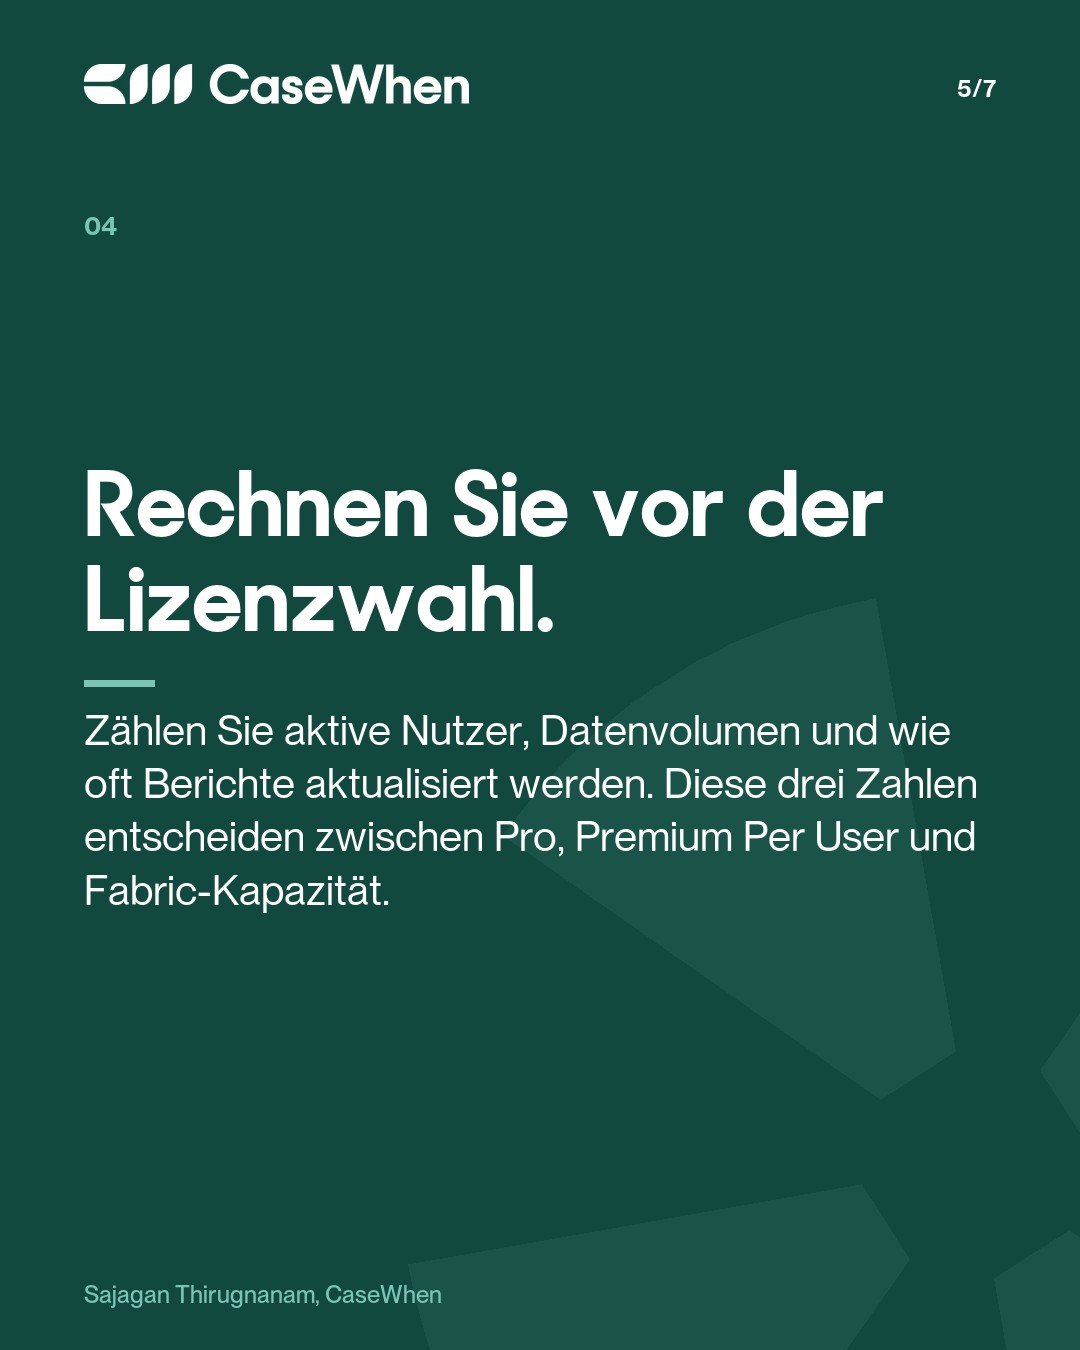 CaseWhen
5/7
04
Rechnen Sie vor der
Lizenzwahl.
Zählen Sie aktive Nutzer, Datenvolumen und wie
oft Berichte aktualisiert werden. Diese drei Zahlen
entscheiden zwischen Pro, Premium Per User und
Fabric-Kapazität.
Sajagan Thirugnanam, CaseWhen